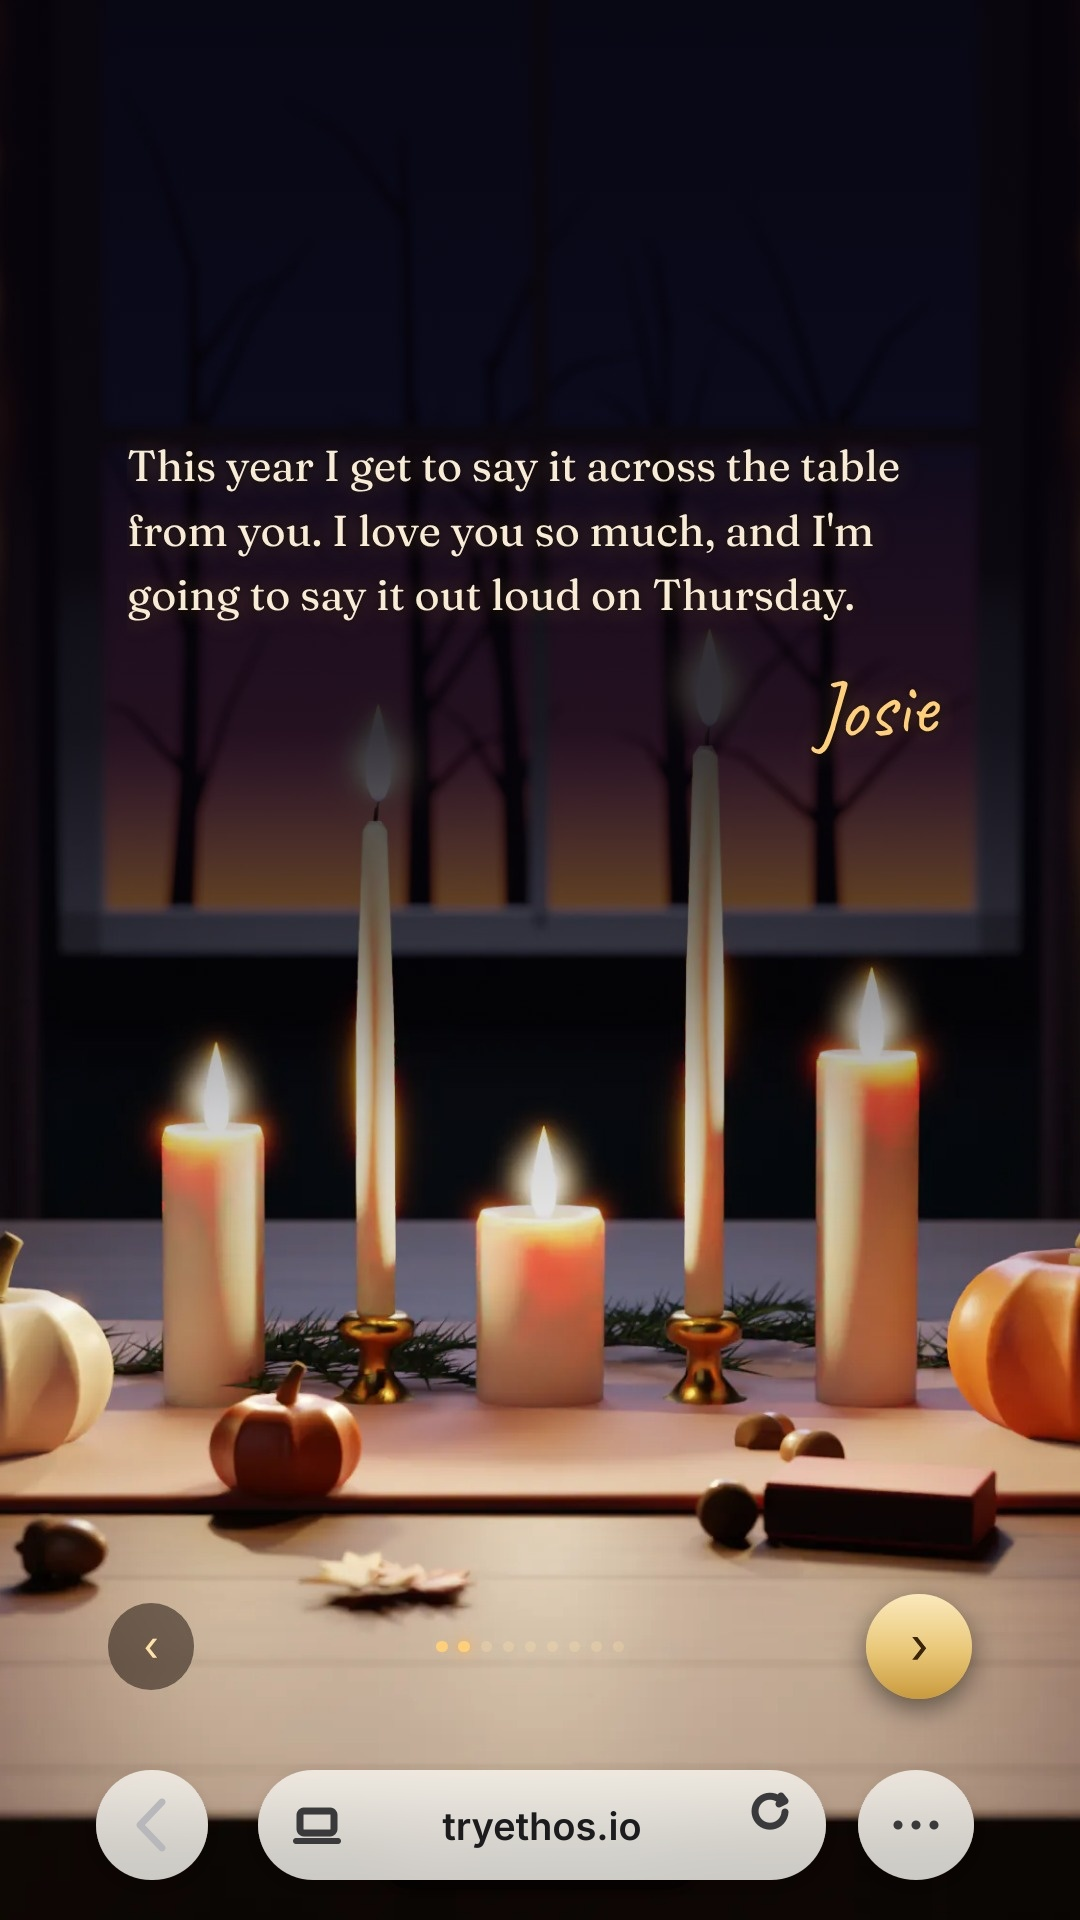 This year I get to say it across the table
from you. I love you so much, and I'm
going to say it out loud on Thursday.
Josie
tryethos.io